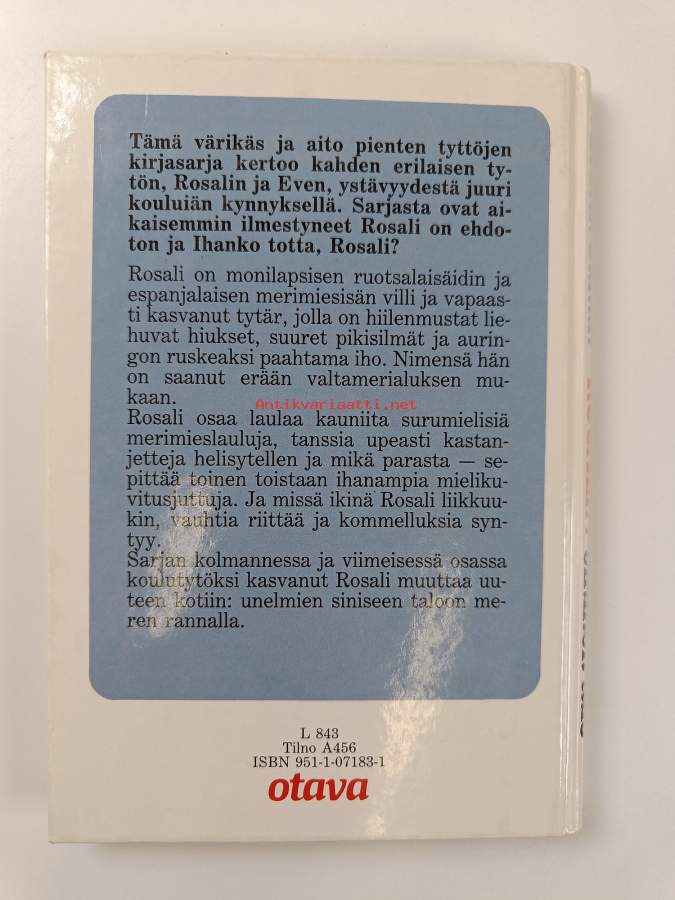 Tämä värikäs ja aito pienten tyttöjen
kirjasarja kertoo kahden erilaisen ty-
tön, Rosalin ja Even, ystävyydestä juuri
kouluiän kynnyksellä. Sarjasta ovat ai-
kaisemmin ilmestyneet Rosali on ehdo-
ton ja Ihanko totta, Rosali?
Rosali on monilapsisen ruotsalaisäidin ja
espanjalaisen merimiesisän villi ja vapaas-
ti kasvanut tytär, jolla on hiilenmustat lie-
huvat hiukset, suuret pikisilmät ja aurin-
gon ruskeaksi paahtama iho. Nimensä hän
on saanut erään valtamerialuksen mu-
kaan.
Antikvariaatti.net
Rosali osaa laulaa kauniita surumielisiä
merimieslauluja, tanssia upeasti kastan-
jetteja helisytellen ja mikä parasta — se-
pittää toinen toistaan ihanampia mieliku-
vitusjuttuja. Ja missä ikinä Rosali liikkuu-
kin, vauhtia riittää ja kommelluksia syn-
tyy.
Sarjan kolmannessa ja viimeisessä osassa
koulutytöksi kasvanut Rosali muuttaa uu-
teen kotiin: unelmien siniseen taloon me-
ren rannalla.
L 843
Tilno A456
ISBN 951-1-07183-1
otava